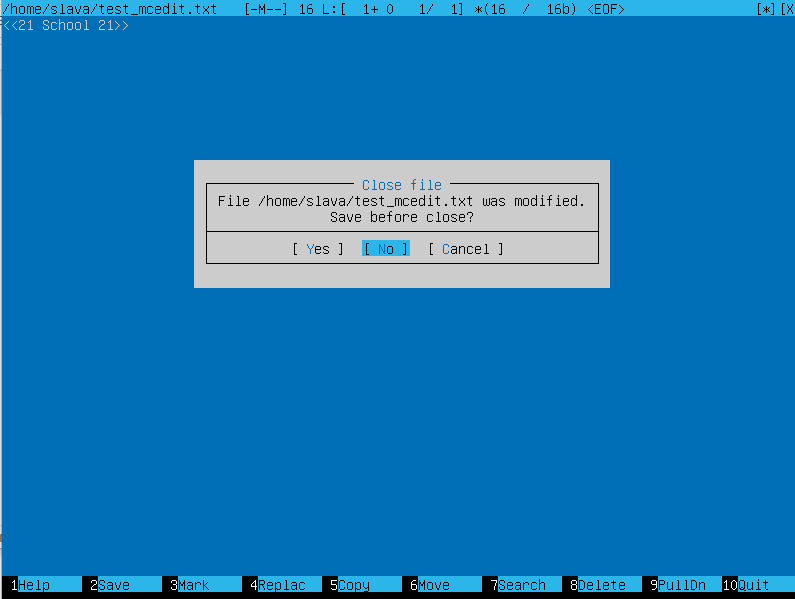 /home/slava/test_mcedit.txt [-M--] 16 L:[ 1+ 0 1/ 1] *(16 / 16b) <EOF> [*][X
<<21 School 21>>
Close file
File /home/slava/test_mcedit.txt was modified.
Save before close?
[ Yes ] [ No ] [ Cancel ]
1Help 2Save 3Mark 4Replac 5Copy 6Move 7Search 8Delete 9PullDn 10Quit